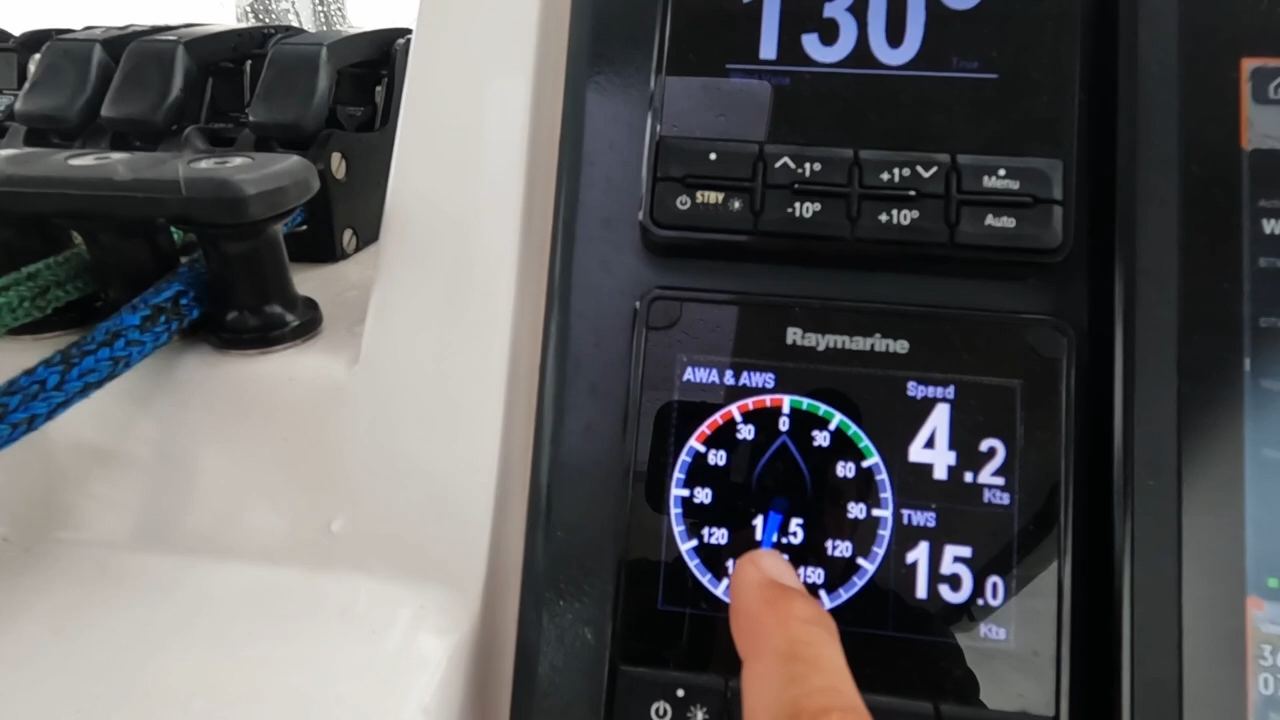 130°
True
-1°
+1°
Menu
STBY
-10°
+10°
Auto
Raymarine
AWA & AWS
Speed
4.2
Kts
0
30
30
60
60
90
90
120
120
150
TWS
15.0
Kts